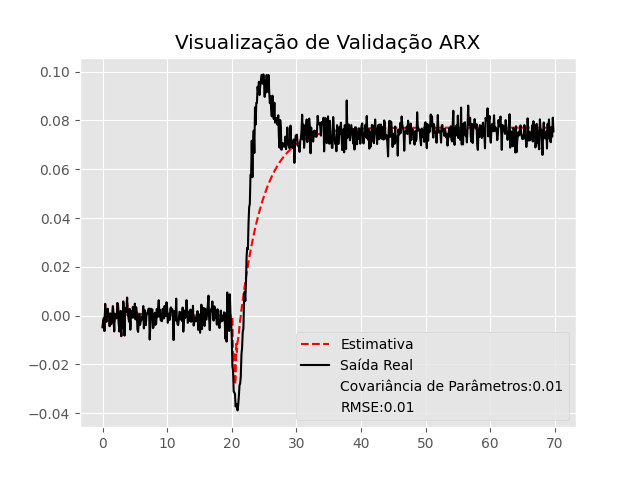 Visualização de Validação ARX
0.10
0.08
0.06
0.04
0.02
0.00
−0.02
−0.04
Estimativa
Saída Real
Covariância de Parâmetros:0.01
RMSE:0.01
0 10 20 30 40 50 60 70